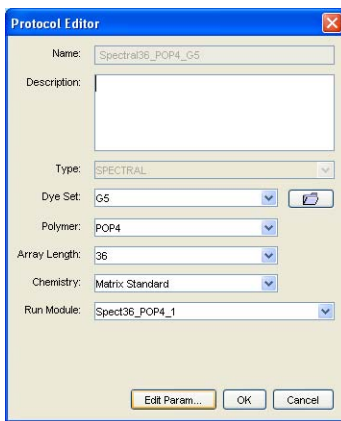 Protocol Editor
Name: Spectral36_POP4_G5
Description:
Type: SPECTRAL
Dye Set: G5
Polymer: POP4
Array Length: 36
Chemistry: Matrix Standard
Run Module: Spect36_POP4_1
Edit Param... OK Cancel